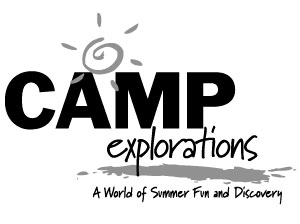 CAMP
explorations
A World of Summer Fun and Discovery